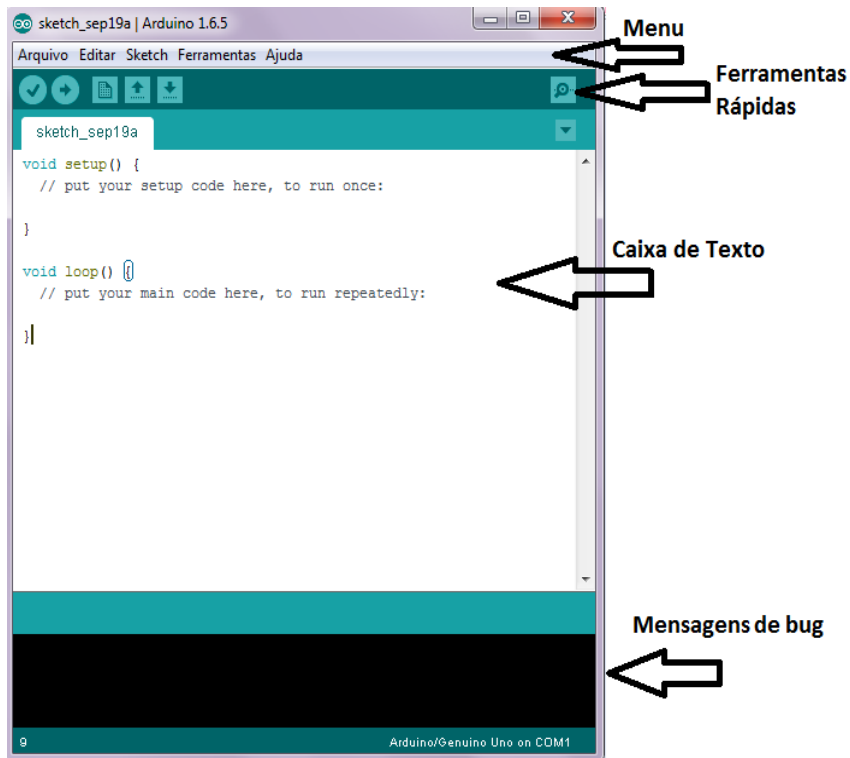 sketch_sep19a | Arduino 1.6.5
Menu
Arquivo Editar Sketch Ferramentas Ajuda
Ferramentas
Rápidas
sketch_sep19a
void setup() {
// put your setup code here, to run once:
}
Caixa de Texto
void loop() {
// put your main code here, to run repeatedly:
}
Mensagens de bug
9
Arduino/Genuino Uno on COM1